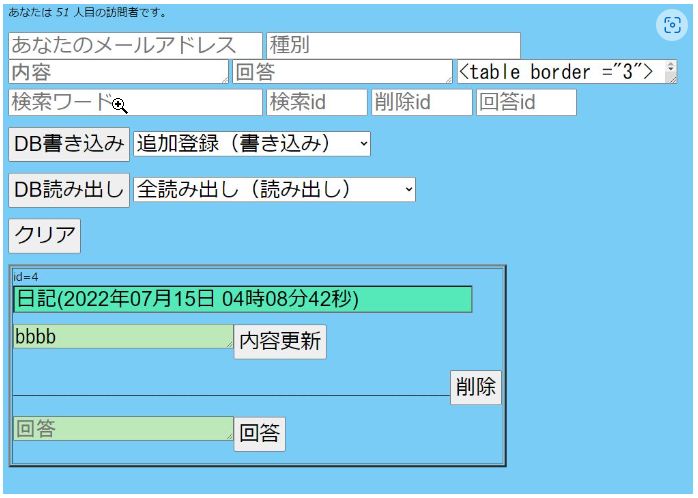 あなたは 51 人目の訪問者です。
あなたのメールアドレス 種別
内容 回答 <table border ="3">
検索ワード 検索id 削除id 回答id
DB書き込み 追加登録（書き込み）
DB読み出し 全読み出し（読み出し）
クリア
id=4
日記(2022年07月15日 04時08分42秒)
bbbb 内容更新
削除
回答 回答